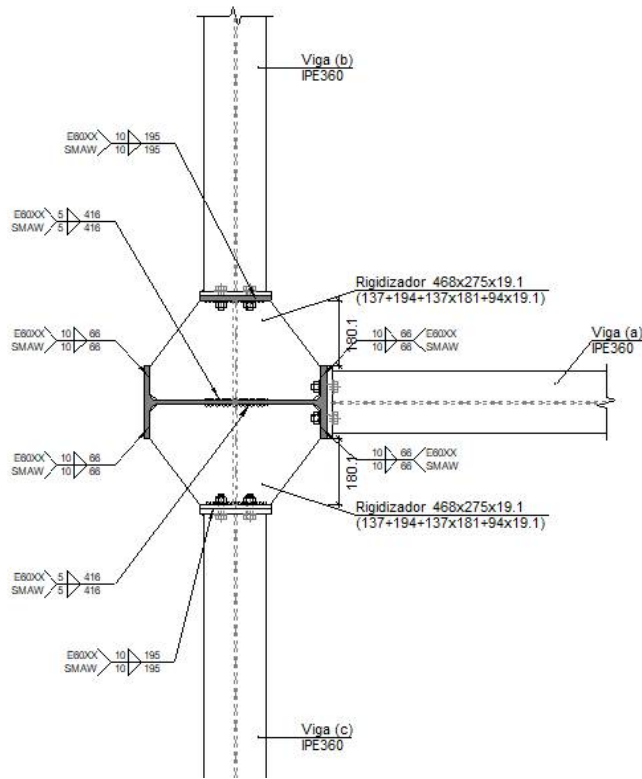 Viga (b)
IPE360
E60XX
SMAW
10
10
195
195
E60XX
SMAW
5
5
416
416
Rigidizador 468x275x19.1
(137+194+137x181+94x19.1)
180.1
E60XX
SMAW
10
10
66
66
10
10
66
66
E60XX
SMAW
Viga (a)
IPE360
E60XX
SMAW
10
10
66
66
10
10
66
66
E60XX
SMAW
180.1
Rigidizador 468x275x19.1
(137+194+137x181+94x19.1)
E60XX
SMAW
5
5
416
416
E60XX
SMAW
10
10
195
195
Viga (c)
IPE360